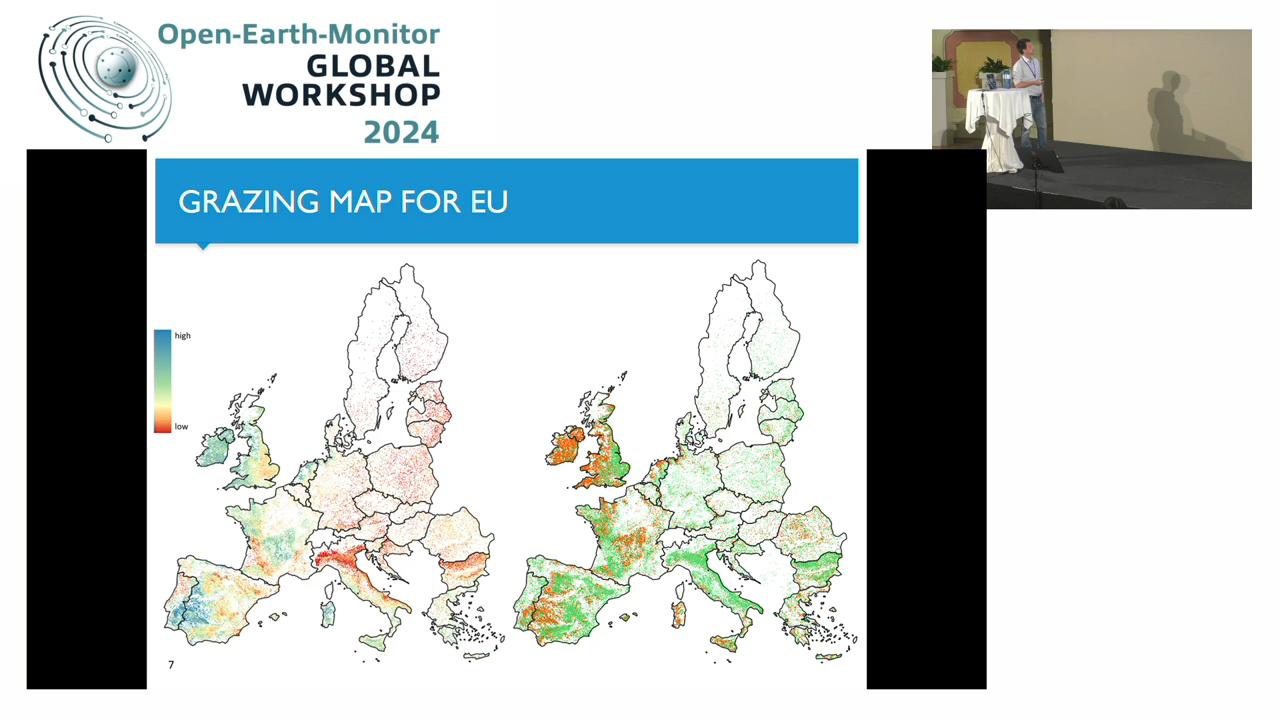 Open-Earth-Monitor
GLOBAL
WORKSHOP
2024
GRAZING MAP FOR EU
high
low
7